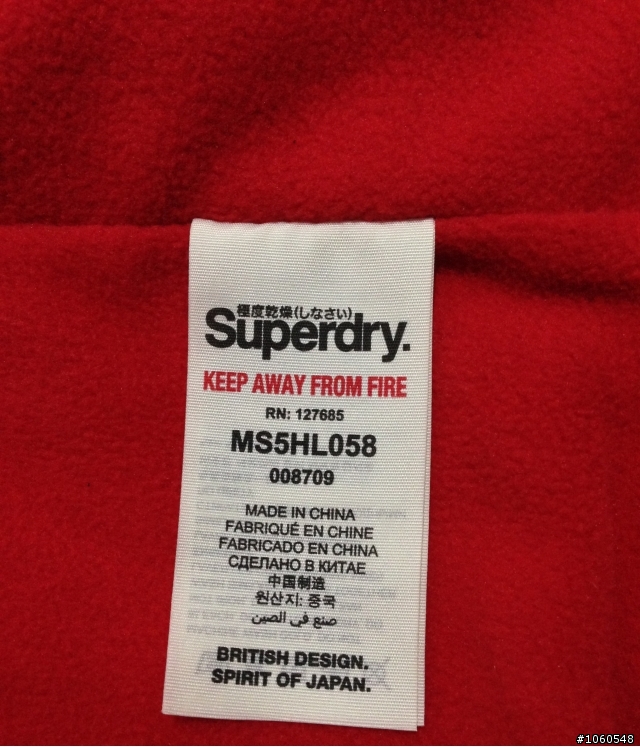 極度乾燥(しなさい)
Superdry.
KEEP AWAY FROM FIRE
RN: 127685
MS5HL058
008709
MADE IN CHINA
FABRIQUÉ EN CHINE
FABRICADO EN CHINA
СДЕЛАНО В КИТАЕ
中国制造
원산지: 중국
صنع في الصين
BRITISH DESIGN.
SPIRIT OF JAPAN.
#1060548